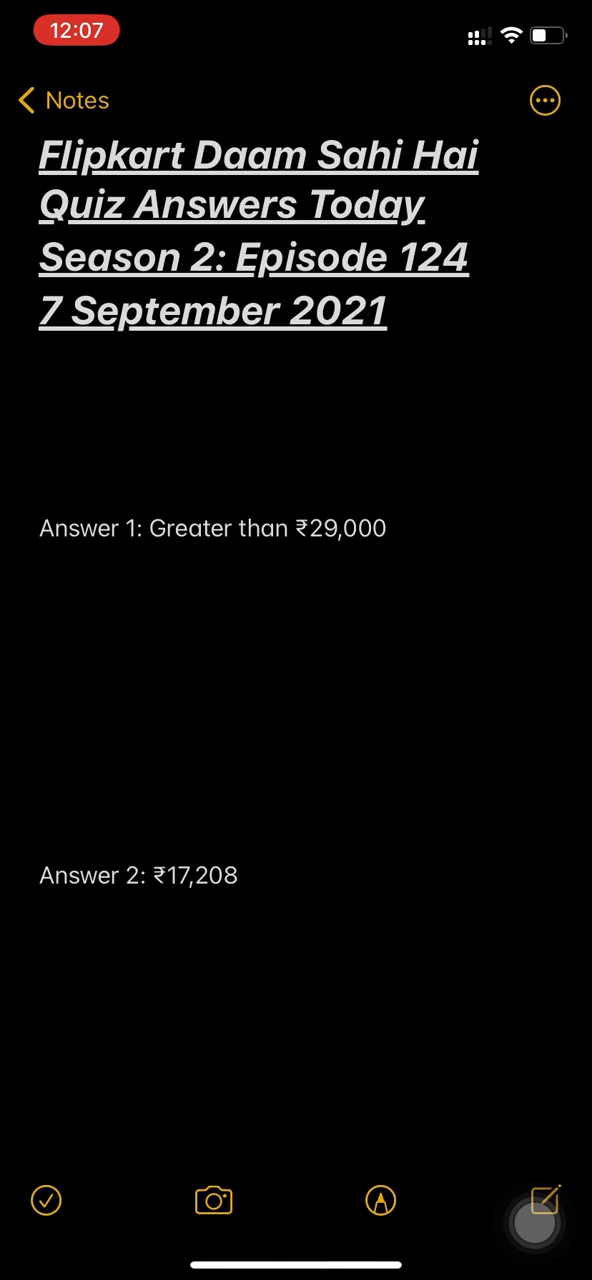 12:07
Notes
Flipkart Daam Sahi Hai
Quiz Answers Today
Season 2: Episode 124
7 September 2021
Answer 1: Greater than ₹29,000
Answer 2: ₹17,208